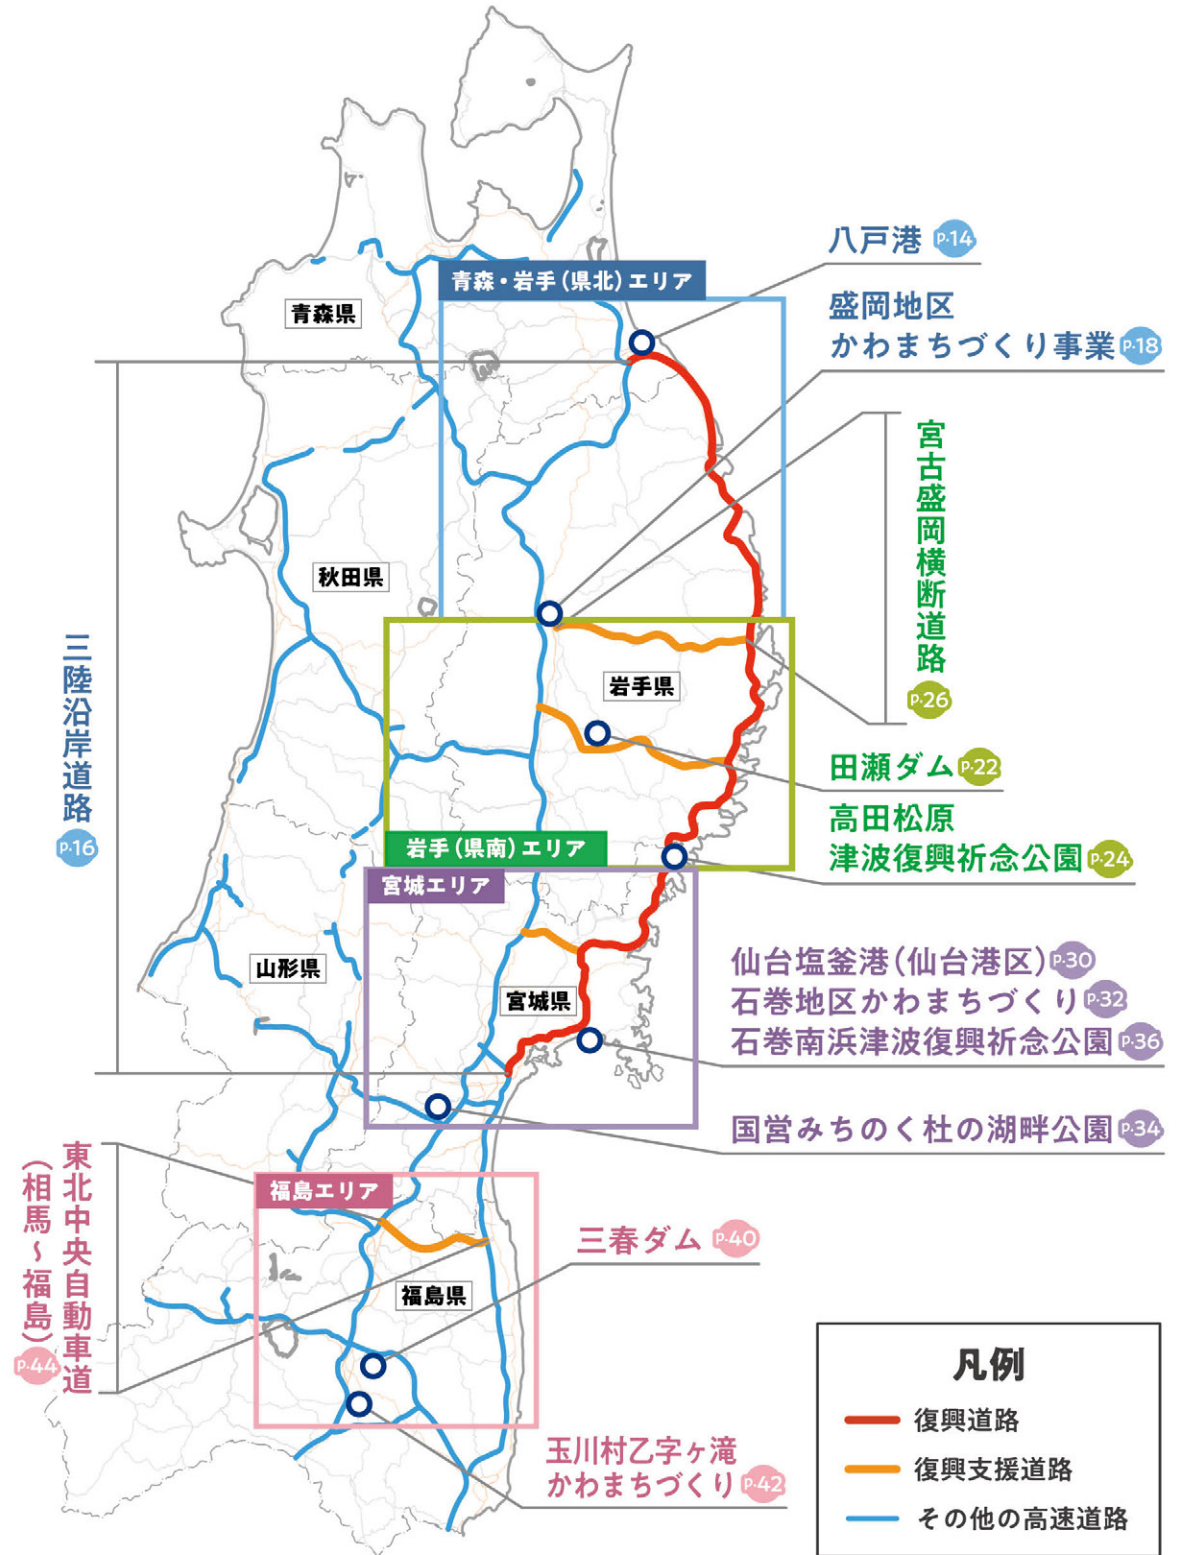 八戸港 P.14
青森・岩手(県北)エリア
盛岡地区
かわまちづくり事業 P.18
青森県
宮古盛岡横断道路
P.26
秋田県
三陸沿岸道路
P.16
岩手県
田瀬ダム P.22
高田松原
津波復興祈念公園 P.24
岩手(県南)エリア
宮城エリア
仙台塩釜港(仙台港区) P.30
石巻地区かわまちづくり P.32
石巻南浜津波復興祈念公園 P.36
山形県
宮城県
国営みちのく杜の湖畔公園 P.34
東北中央自動車道
(相馬～福島)
P.44
福島エリア
三春ダム P.40
福島県
玉川村乙字ヶ滝
かわまちづくり P.42
凡例
復興道路
復興支援道路
その他の高速道路